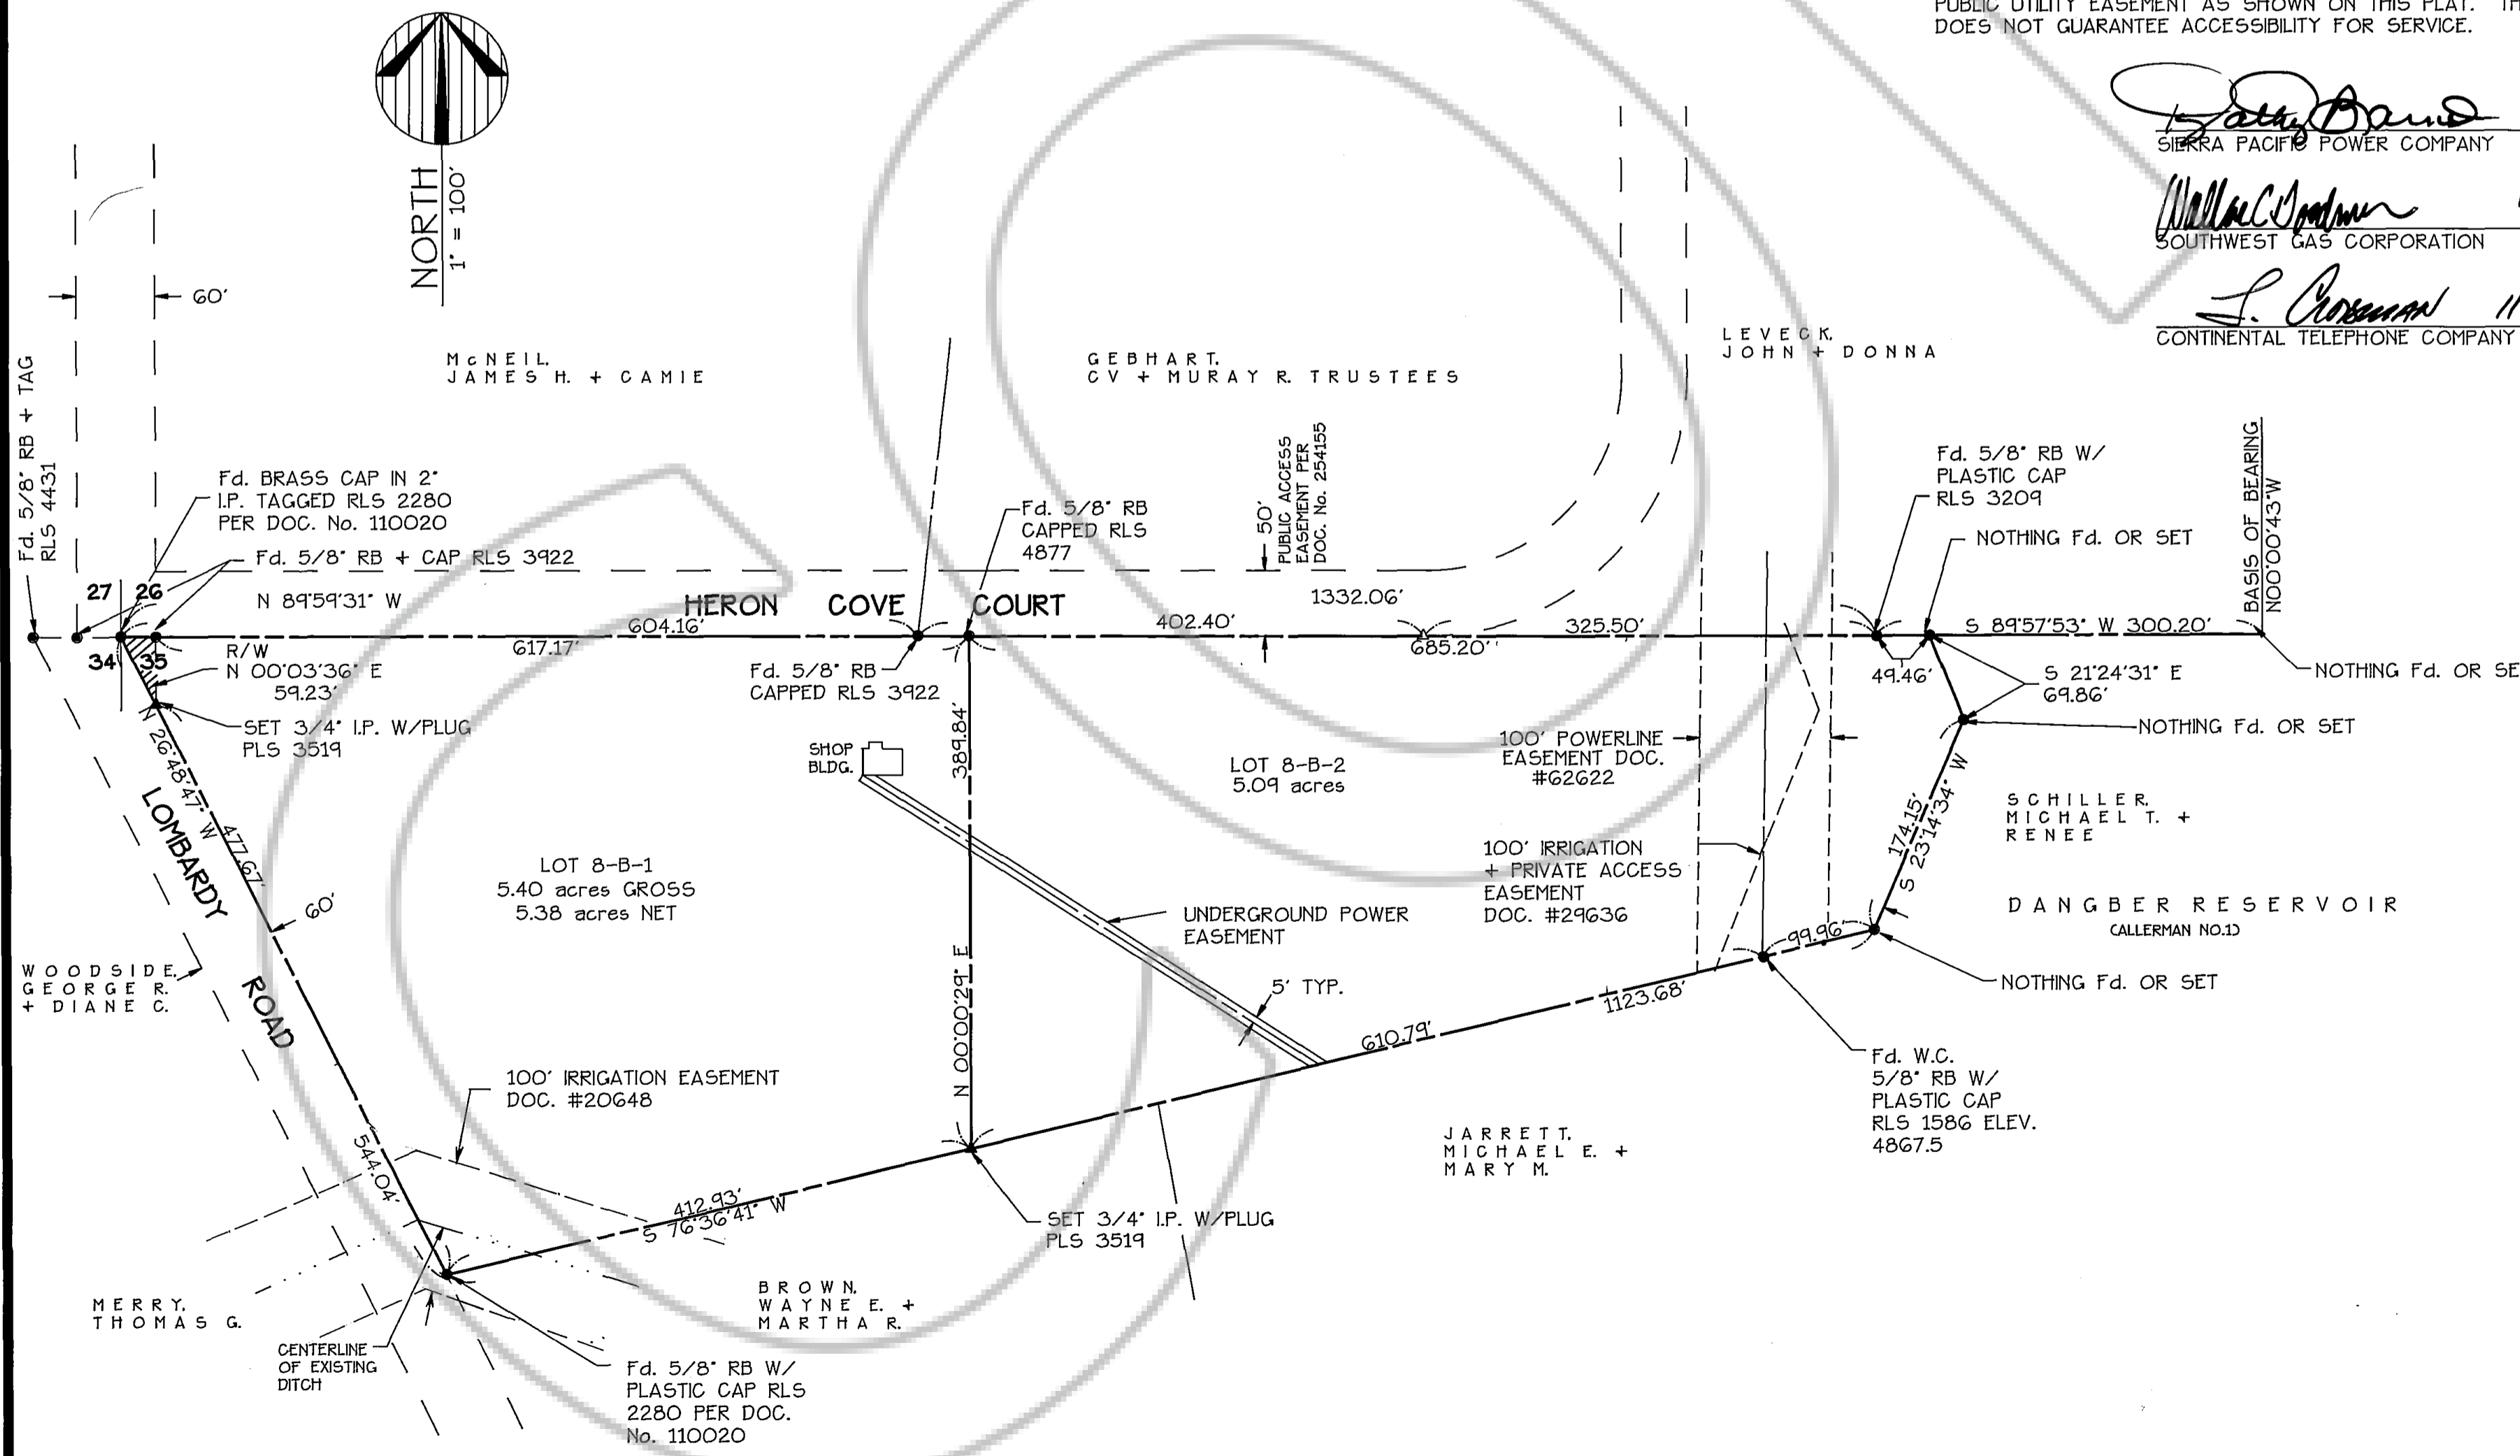 PUBLIC UTILITY EASEMENT AS SHOWN ON THIS PLAT.
DOES NOT GUARANTEE ACCESSIBILITY FOR SERVICE.
SIERRA PACIFIC POWER COMPANY
SOUTHWEST GAS CORPORATION
CONTINENTAL TELEPHONE COMPANY
NORTH
1" = 100'
60'
McNEIL,
JAMES H. + CAMIE
GEBHART,
CV + MURAY R. TRUSTEES
LEVECK,
JOHN + DONNA
Fd. 5/8" RB + TAG
RLS 4431
Fd. BRASS CAP IN 2"
I.P. TAGGED RLS 2280
PER DOC. No. 110020
Fd. 5/8" RB + CAP RLS 3922
Fd. 5/8" RB
CAPPED RLS
4877
50'
PUBLIC ACCESS
EASEMENT PER
DOC. No. 254155
Fd. 5/8" RB W/
PLASTIC CAP
RLS 3209
NOTHING Fd. OR SET
BASIS OF BEARING
N00°00'43"W
27 26
34 35
N 89°59'31" W
HERON COVE COURT
1332.06'
604.16'
402.40'
325.50'
S 89°57'53" W 300.20'
617.17'
685.20'
49.46'
R/W
N 00°03'36" E
59.23'
Fd. 5/8" RB
CAPPED RLS 3922
S 21°24'31" E
69.86'
NOTHING Fd. OR SE
SET 3/4" I.P. W/PLUG
PLS 3519
NOTHING Fd. OR SET
N 26°48'47" W
477.67'
LOMBARDY ROAD
60'
SHOP
BLDG.
389.84'
N 00°00'29" E
LOT 8-B-2
5.09 acres
100' POWERLINE
EASEMENT DOC.
#62622
174.15'
S 23°14'34" W
SCHILLER,
MICHAEL T. +
RENEE
LOT 8-B-1
5.40 acres GROSS
5.38 acres NET
100' IRRIGATION
+ PRIVATE ACCESS
EASEMENT
DOC. #29636
UNDERGROUND POWER
EASEMENT
DANGBER RESERVOIR
(ALLERMAN NO.1)
99.96
NOTHING Fd. OR SET
WOODSIDE,
GEORGE R.
+ DIANE C.
5' TYP.
1123.68'
610.79'
Fd. W.C.
5/8" RB W/
PLASTIC CAP
RLS 1586 ELEV.
4867.5
100' IRRIGATION EASEMENT
DOC. #20648
544.04'
JARRETT,
MICHAEL E. +
MARY M.
412.93'
S 76°36'41" W
SET 3/4" I.P. W/PLUG
PLS 3519
BROWN,
WAYNE E. +
MARTHA R.
MERRY,
THOMAS G.
CENTERLINE
OF EXISTING
DITCH
Fd. 5/8" RB W/
PLASTIC CAP RLS
2280 PER DOC.
No. 110020